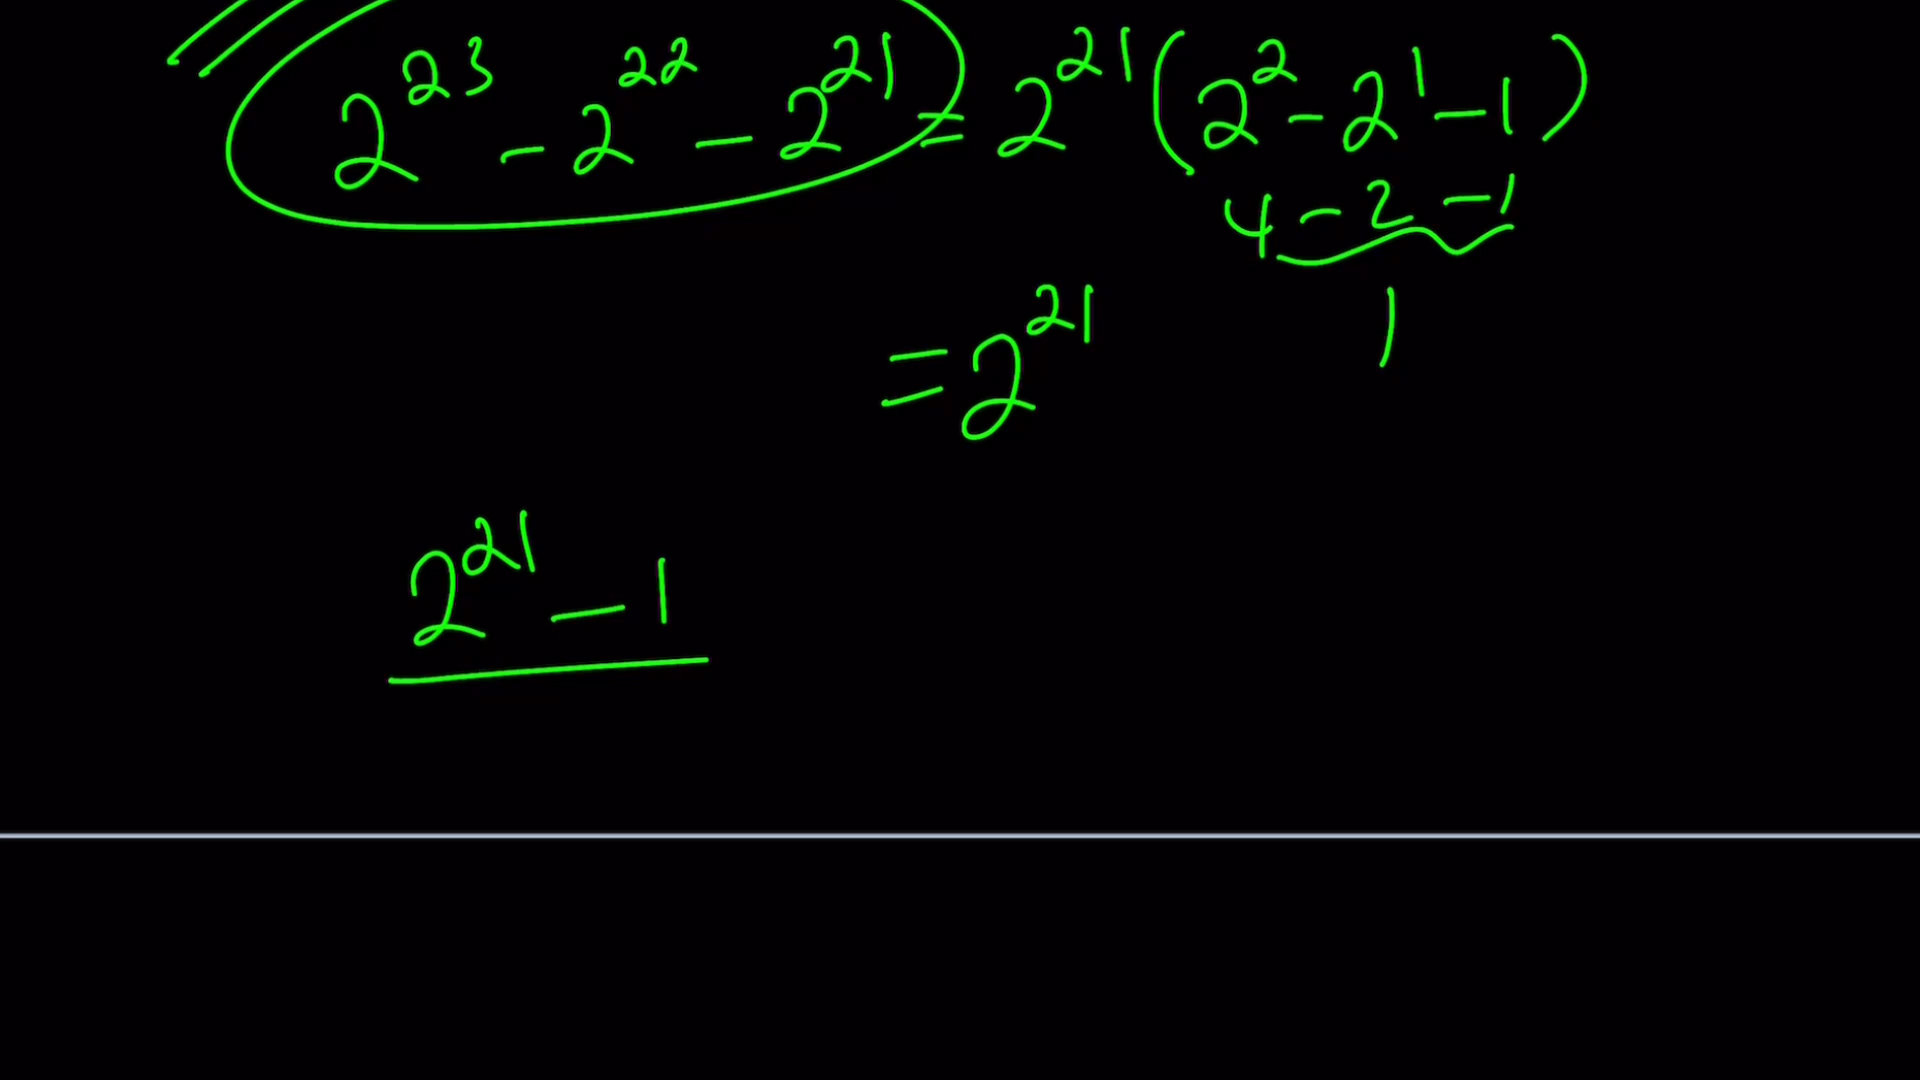 2^23 - 2^22 - 2^21 = 2^21 (2^2 - 2^1 - 1)
4 - 2 - 1
= 2^21 1
2^21 - 1